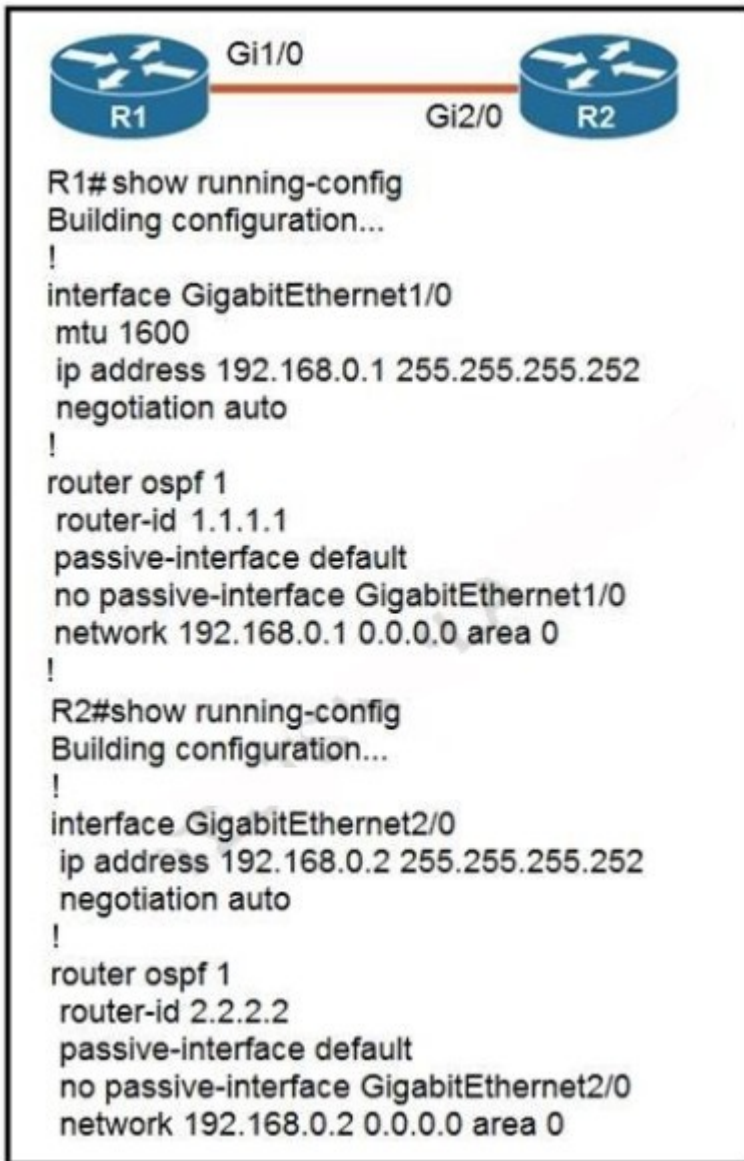 Gi1/0
R1
Gi2/0
R2
R1# show running-config
Building configuration...
!
interface GigabitEthernet1/0
mtu 1600
ip address 192.168.0.1 255.255.255.252
negotiation auto
!
router ospf 1
router-id 1.1.1.1
passive-interface default
no passive-interface GigabitEthernet1/0
network 192.168.0.1 0.0.0.0 area 0
!
R2#show running-config
Building configuration...
!
interface GigabitEthernet2/0
ip address 192.168.0.2 255.255.255.252
negotiation auto
!
router ospf 1
router-id 2.2.2.2
passive-interface default
no passive-interface GigabitEthernet2/0
network 192.168.0.2 0.0.0.0 area 0